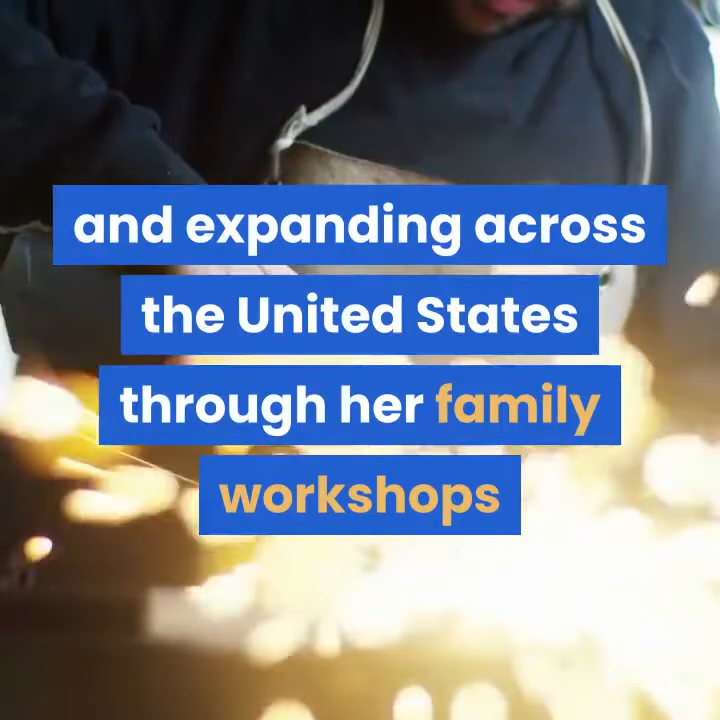 and expanding across
the United States
through her family
workshops